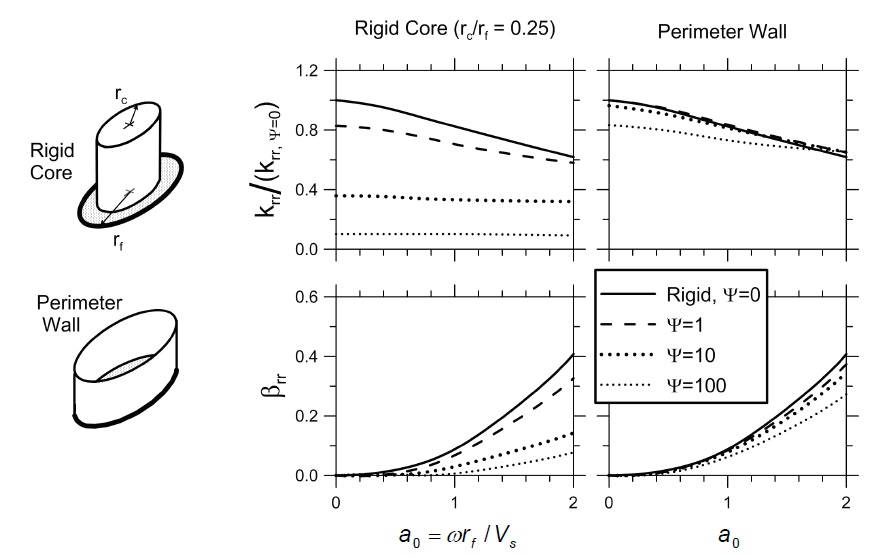 Rigid Core (r_c/r_f = 0.25)
Perimeter Wall
r_c
Rigid
Core
r_f
Perimeter
Wall
k_rr/(k_rr, Ψ=0)
1.2
0.8
0.4
0.0
β_rr
0.6
0.4
0.2
0.0
Rigid, Ψ=0
Ψ=1
Ψ=10
Ψ=100
0 1 2
0 1 2
a_0 = ωr_f / V_s
a_0